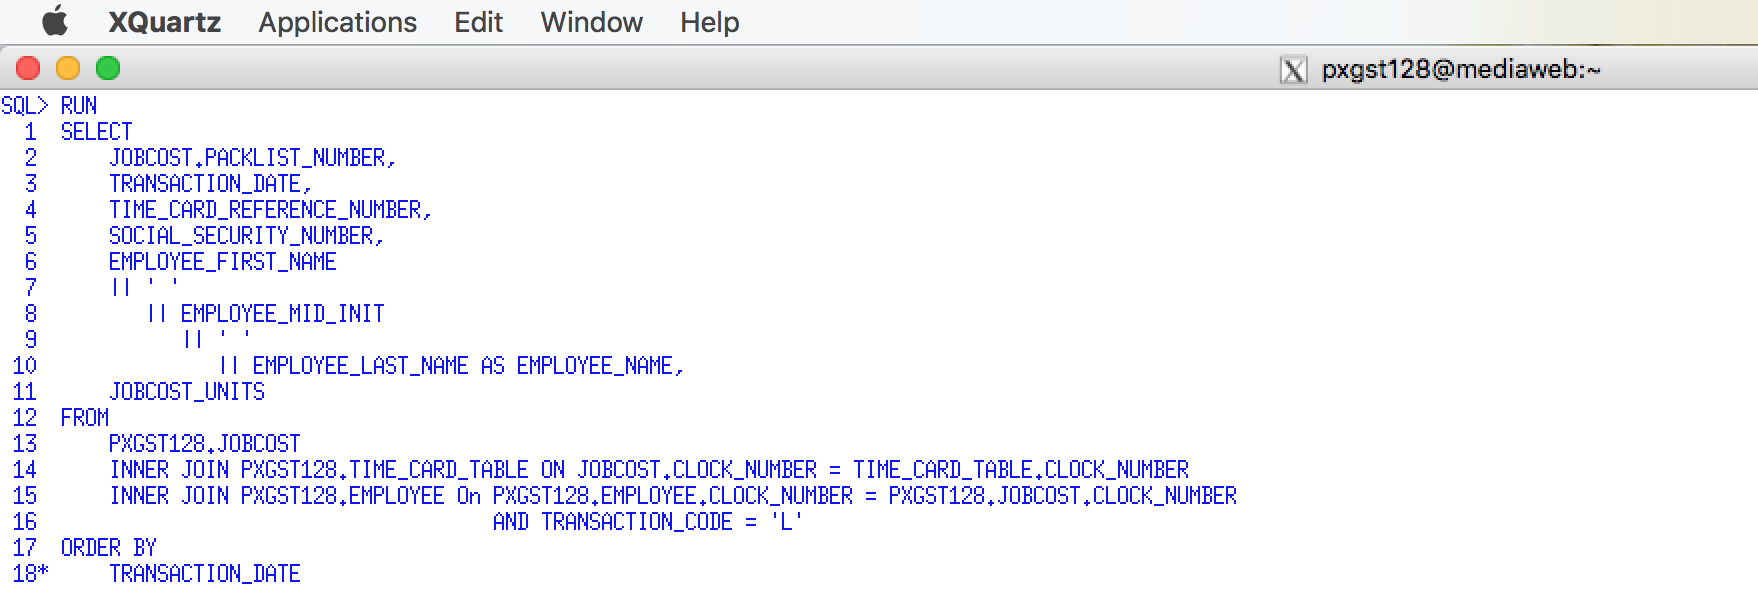 XQuartz Applications Edit Window Help
X pxgst128@mediaweb:~
SQL> RUN
1 SELECT
2 JOBCOST.PACKLIST_NUMBER,
3 TRANSACTION_DATE,
4 TIME_CARD_REFERENCE_NUMBER,
5 SOCIAL_SECURITY_NUMBER,
6 EMPLOYEE_FIRST_NAME
7 || ' '
8 || EMPLOYEE_MID_INIT
9 || ' '
10 || EMPLOYEE_LAST_NAME AS EMPLOYEE_NAME,
11 JOBCOST_UNITS
12 FROM
13 PXGST128.JOBCOST
14 INNER JOIN PXGST128.TIME_CARD_TABLE ON JOBCOST.CLOCK_NUMBER = TIME_CARD_TABLE.CLOCK_NUMBER
15 INNER JOIN PXGST128.EMPLOYEE On PXGST128.EMPLOYEE.CLOCK_NUMBER = PXGST128.JOBCOST.CLOCK_NUMBER
16 AND TRANSACTION_CODE = 'L'
17 ORDER BY
18* TRANSACTION_DATE